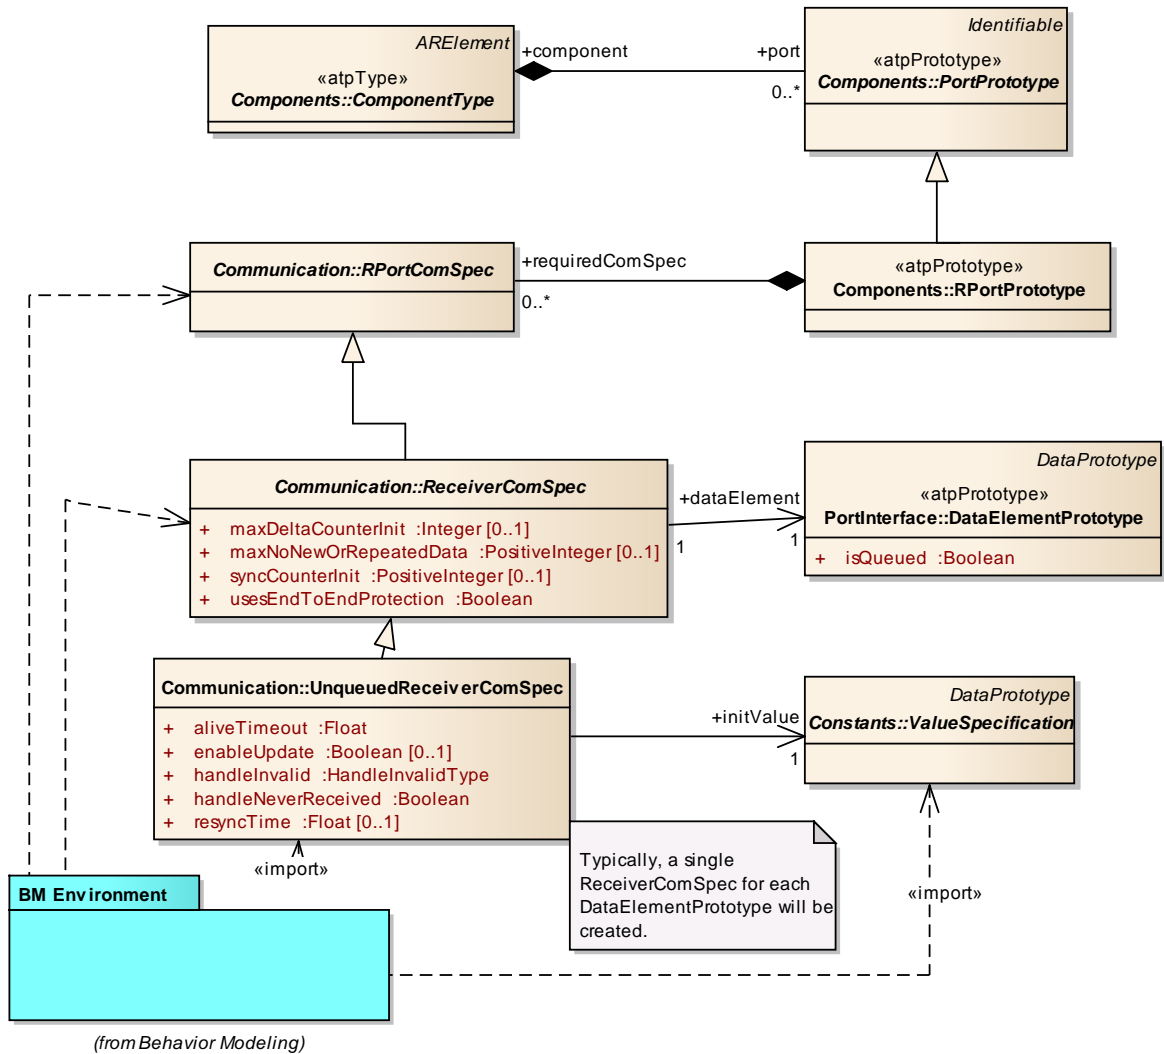 ARElement
«atpType»
Components::ComponentType
+component
+port
0..*
Identifiable
«atpPrototype»
Components::PortPrototype
Communication::RPortComSpec
+requiredComSpec
0..*
«atpPrototype»
Components::RPortPrototype
Communication::ReceiverComSpec
+ maxDeltaCounterInit :Integer [0..1]
+ maxNoNewOrRepeatedData :PositiveInteger [0..1]
+ syncCounterInit :PositiveInteger [0..1]
+ usesEndToEndProtection :Boolean
+dataElement
1
1
DataPrototype
«atpPrototype»
PortInterface::DataElementPrototype
+ isQueued :Boolean
Communication::UnqueuedReceiverComSpec
+ aliveTimeout :Float
+ enableUpdate :Boolean [0..1]
+ handleInvalid :HandleInvalidType
+ handleNeverReceived :Boolean
+ resyncTime :Float [0..1]
+initValue
1
DataPrototype
Constants::ValueSpecification
«import»
Typically, a single
ReceiverComSpec for each
DataElementPrototype will be
created.
«import»
BM Environment
(from Behavior Modeling)